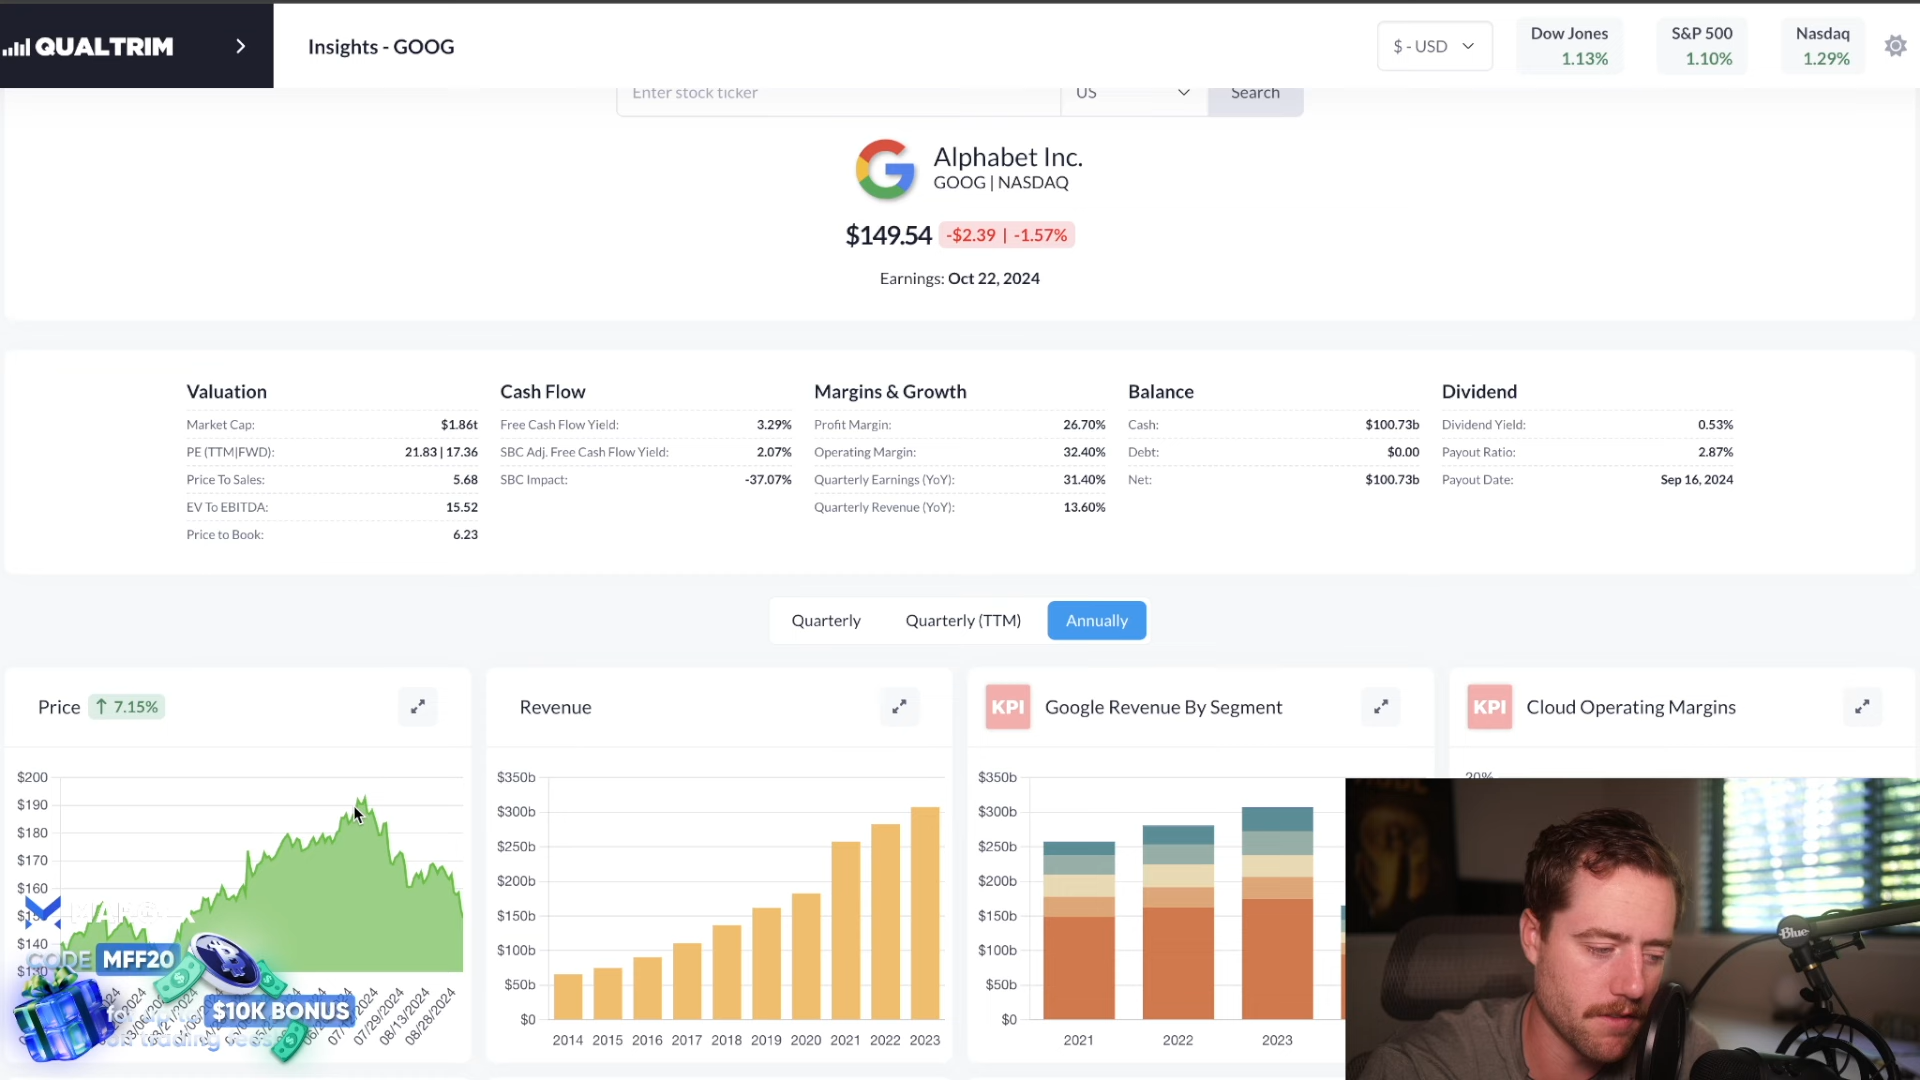 QUALTRIM
Insights - GOOG
$ - USD
Dow Jones
1.13%
S&P 500
1.10%
Nasdaq
1.29%
Enter stock ticker
US
Search
Alphabet Inc.
GOOG | NASDAQ
$149.54 -$2.39 | -1.57%
Earnings: Oct 22, 2024
Valuation
Market Cap: $1.86t
PE (TTM|FWD): 21.83 | 17.36
Price To Sales: 5.68
EV To EBITDA: 15.52
Price to Book: 6.23
Cash Flow
Free Cash Flow Yield: 3.29%
SBC Adj. Free Cash Flow Yield: 2.07%
SBC Impact: -37.07%
Margins & Growth
Profit Margin: 26.70%
Operating Margin: 32.40%
Quarterly Earnings (YoY): 31.40%
Quarterly Revenue (YoY): 13.60%
Balance
Cash: $100.73b
Debt: $0.00
Net: $100.73b
Dividend
Dividend Yield: 0.53%
Payout Ratio: 2.87%
Payout Date: Sep 16, 2024
Quarterly Quarterly (TTM) Annually
Price ↑ 7.15%
$200
$190
$180
$170
$160
$140
$130
07/29/2024
08/13/2024
08/28/2024
CODE MFF20
$10K BONUS
on trading fees
Revenue
$350b
$300b
$250b
$200b
$150b
$100b
$50b
$0
2014 2015 2016 2017 2018 2019 2020 2021 2022 2023
KPI Google Revenue By Segment
$350b
$300b
$250b
$200b
$150b
$100b
$50b
$0
2021 2022 2023
KPI Cloud Operating Margins
Blue